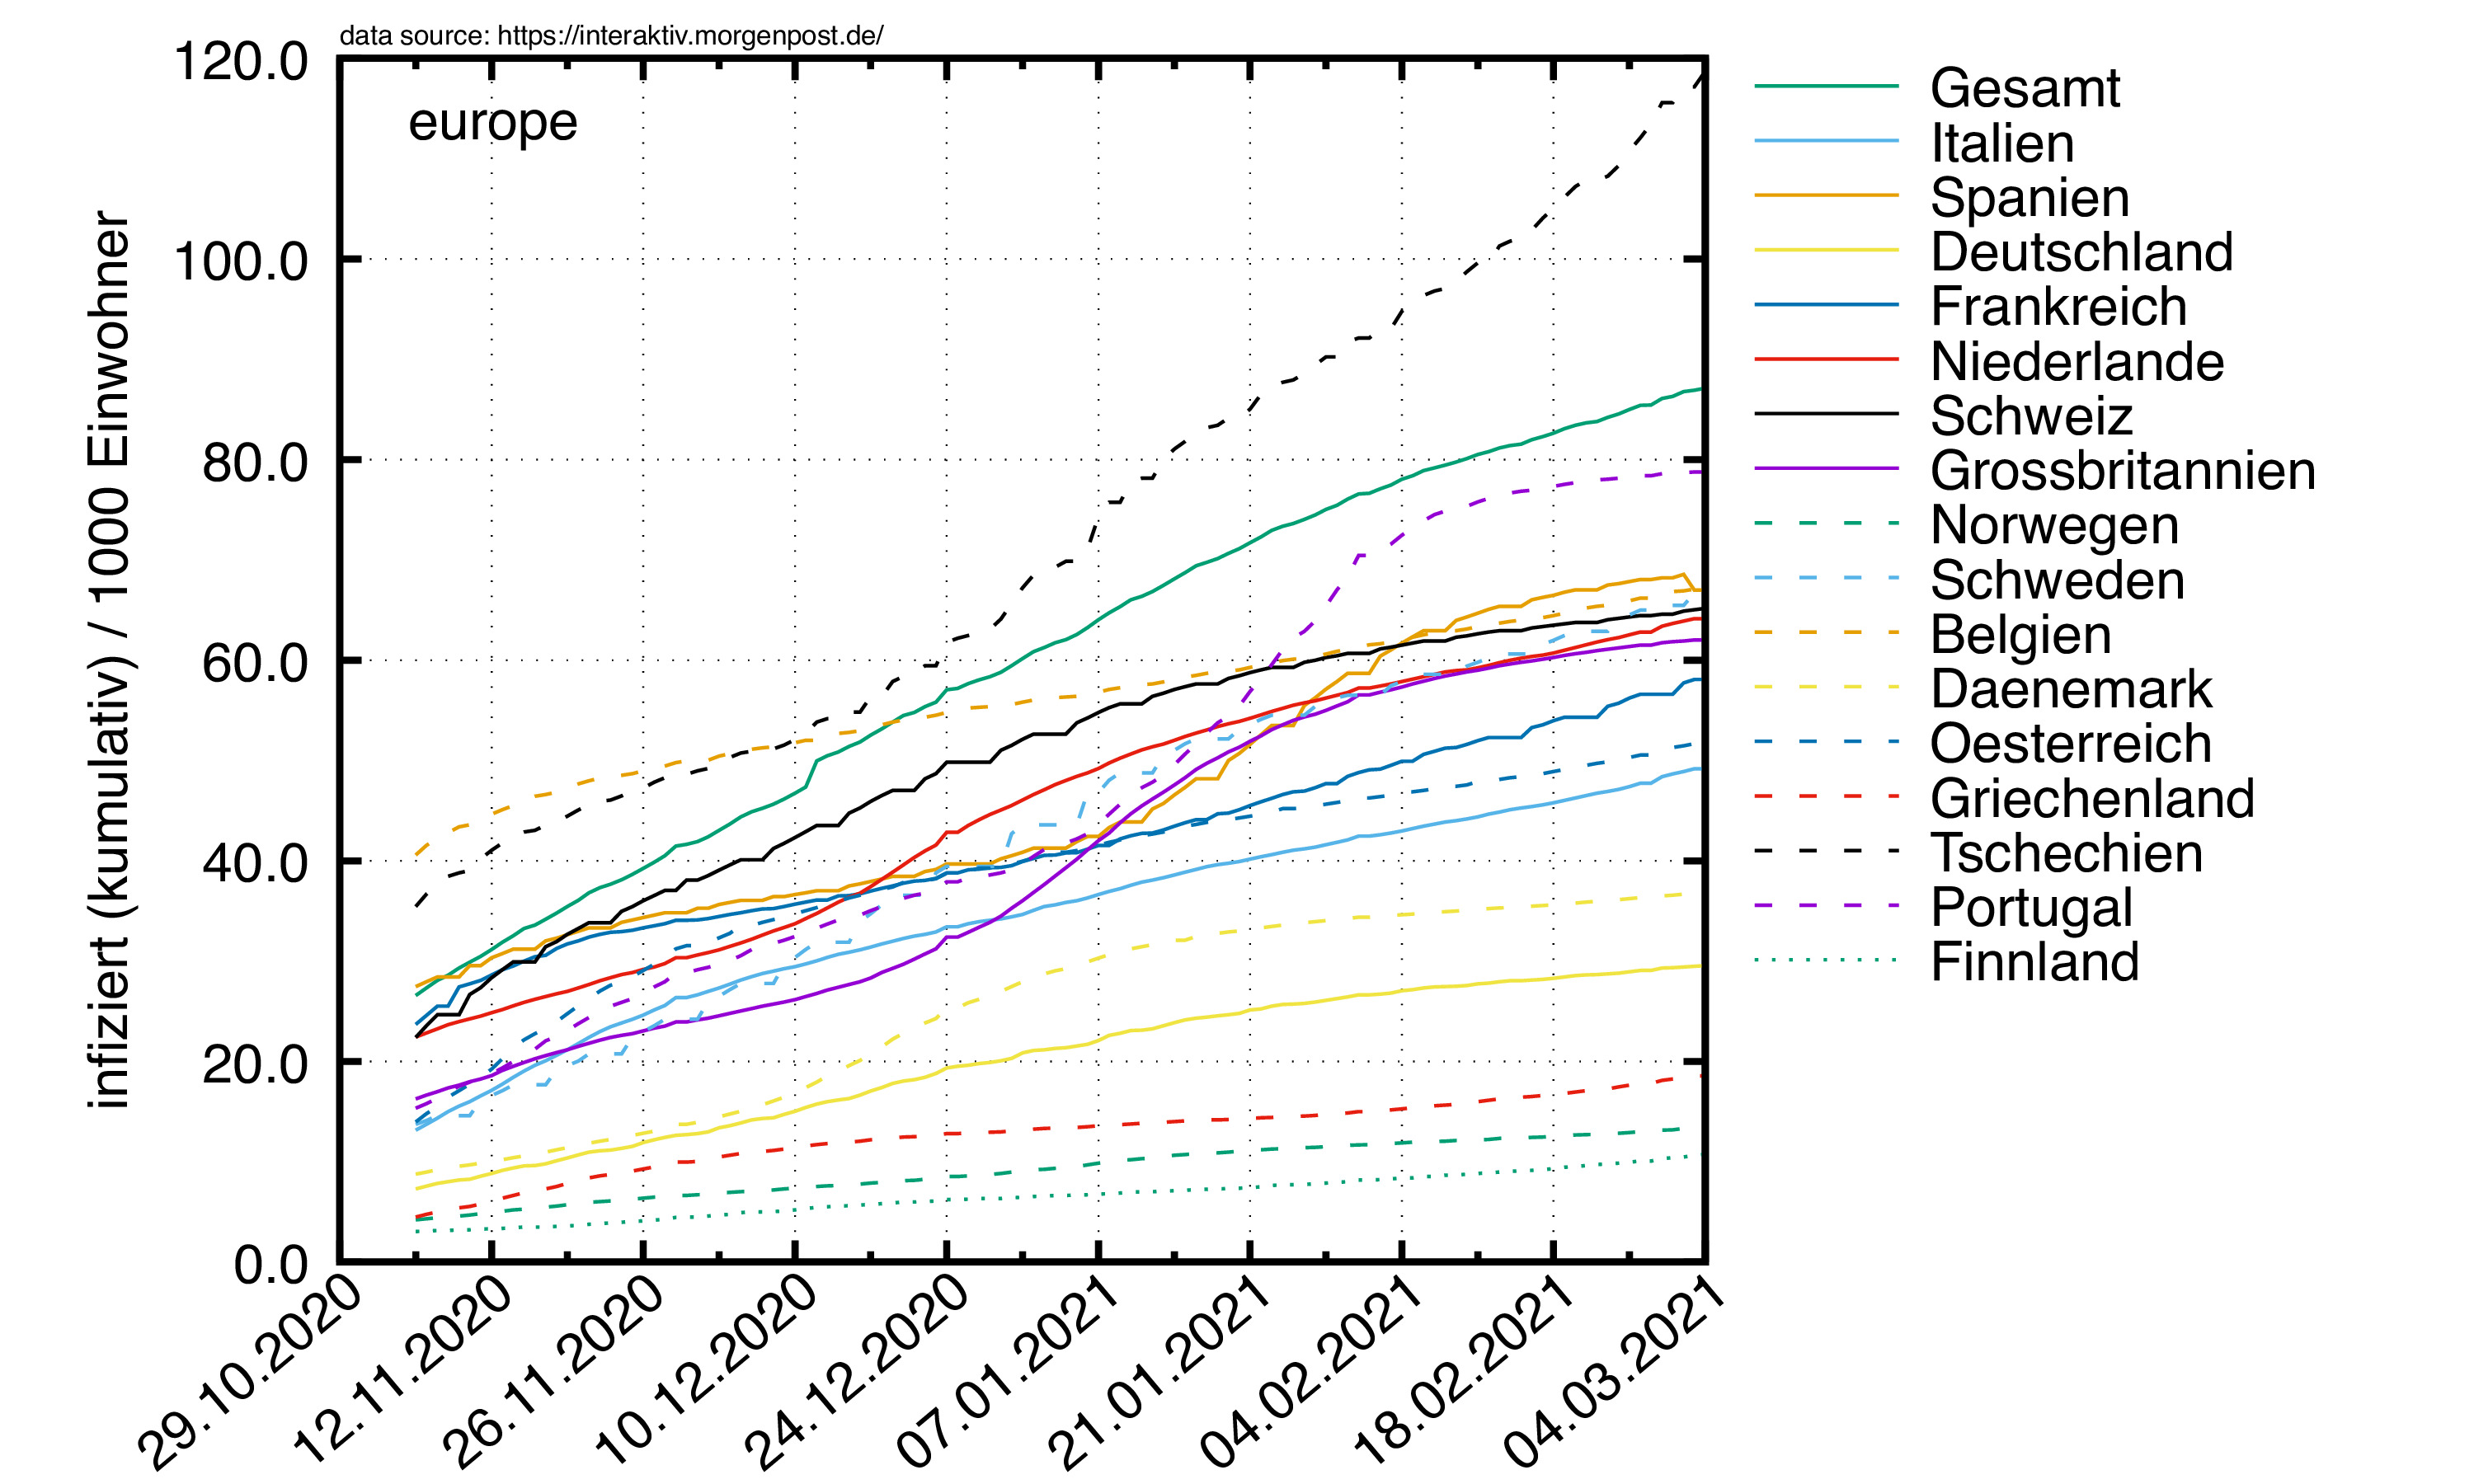 data source: https://interaktiv.morgenpost.de/
europe
infiziert (kumulativ) / 1000 Einwohner
120.0
100.0
80.0
60.0
40.0
20.0
0.0
29.10.2020
12.11.2020
26.11.2020
10.12.2020
24.12.2020
07.01.2021
21.01.2021
04.02.2021
18.02.2021
04.03.2021
Gesamt
Italien
Spanien
Deutschland
Frankreich
Niederlande
Schweiz
Grossbritannien
Norwegen
Schweden
Belgien
Daenemark
Oesterreich
Griechenland
Tschechien
Portugal
Finnland